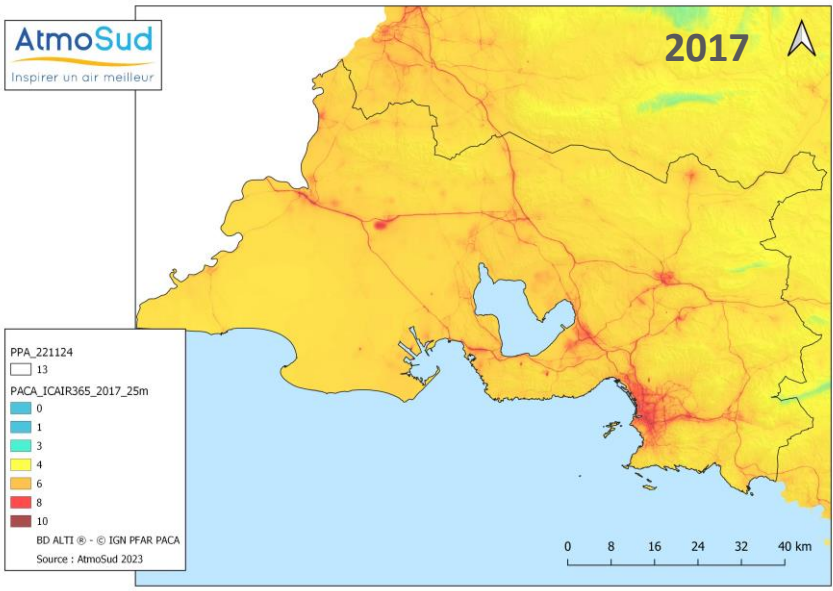 AtmoSud
Inspirer un air meilleur
2017
PPA_221124
13
PACA_ICAIR365_2017_25m
0
1
3
4
6
8
10
BD ALTI ® - © IGN PFAR PACA
Source : AtmoSud 2023
0 8 16 24 32 40 km